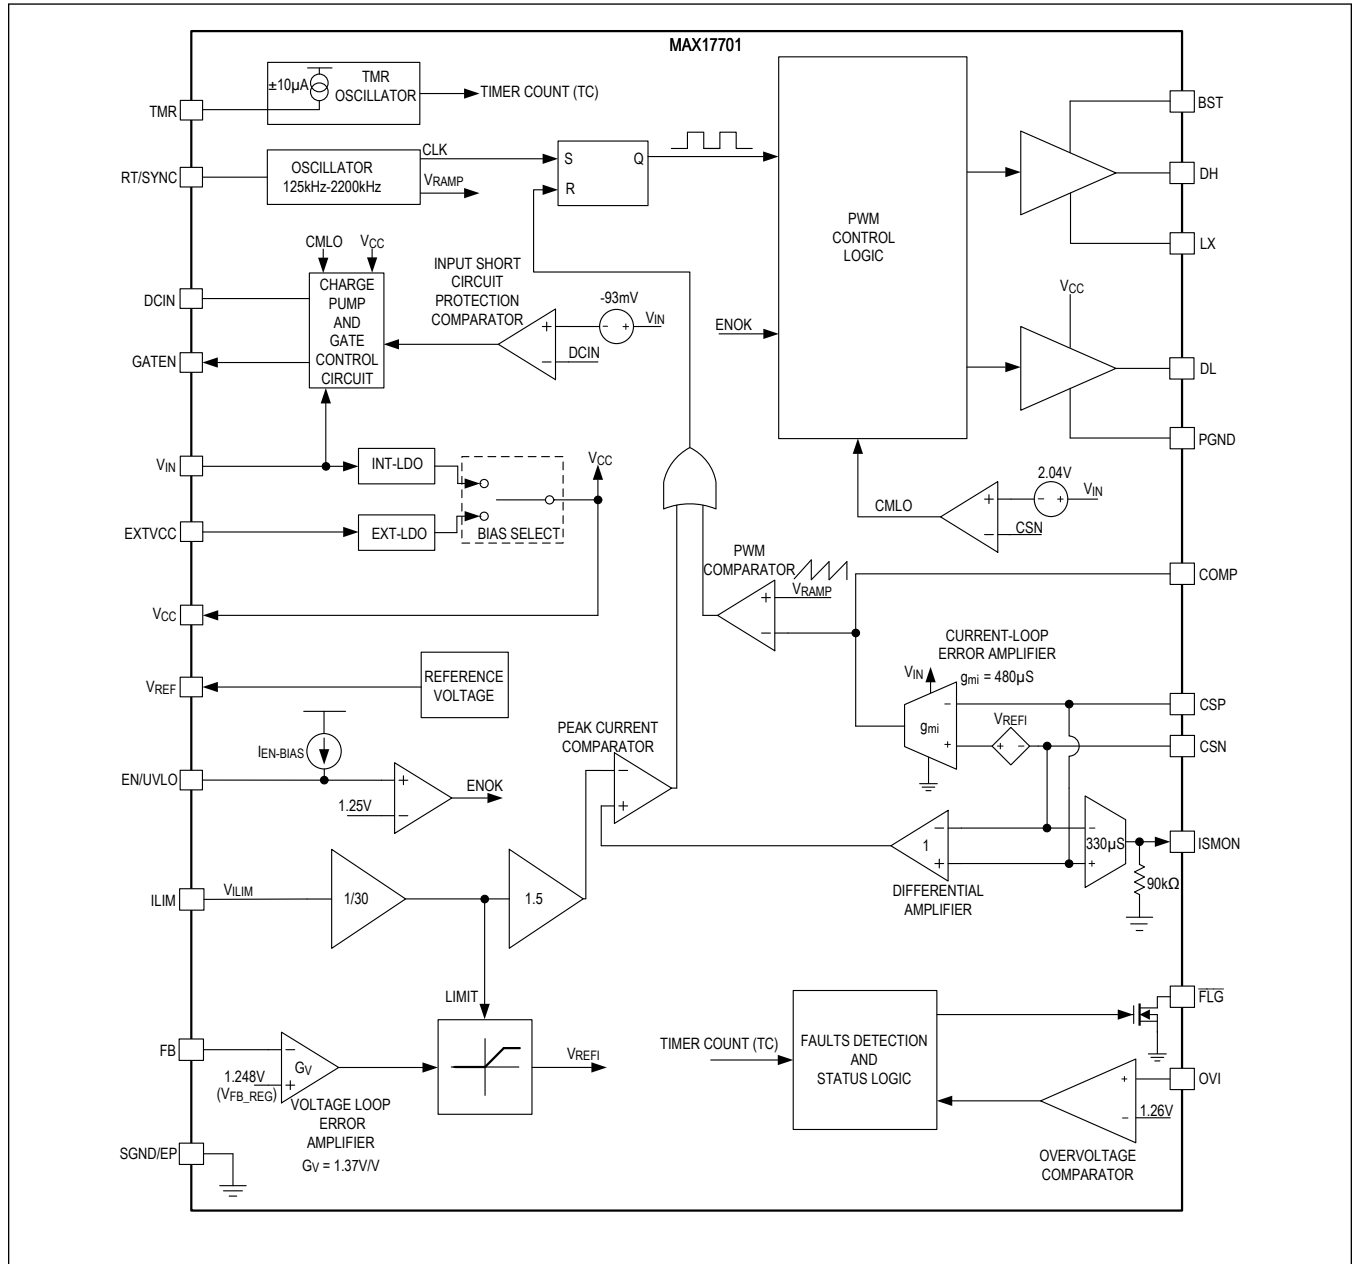 MAX17701
±10µA
TMR
OSCILLATOR
TIMER COUNT (TC)
TMR
BST
RT/SYNC
OSCILLATOR
125kHz-2200kHz
CLK
VRAMP
S
Q
R
PWM
CONTROL
LOGIC
DH
LX
CMLO
VCC
CHARGE
PUMP
AND
GATE
CONTROL
CIRCUIT
DCIN
GATEN
INPUT SHORT
CIRCUIT
PROTECTION
COMPARATOR
-93mV
+
-
+
VIN
−
DCIN
ENOK
VCC
DL
PGND
VIN
INT-LDO
VCC
EXTVCC
EXT-LDO
BIAS SELECT
CMLO
2.04V
+
-
+
VIN
−
CSN
PWM
COMPARATOR
+
VRAMP
−
COMP
VCC
CURRENT-LOOP
ERROR AMPLIFIER
gmi = 480µS
VIN
VREF
REFERENCE
VOLTAGE
−
gmi
+
VREFI
+
-
CSP
CSN
PEAK CURRENT
COMPARATOR
−
+
IEN-BIAS
EN/UVLO
+
1.25V
−
ENOK
−
1
+
DIFFERENTIAL
AMPLIFIER
−
330µS
+
ISMON
90kΩ
ILIM
VILIM
1/30
1.5
LIMIT
FB
−
GV
+
1.248V
(VFB_REG)
VREFI
VOLTAGE LOOP
ERROR
AMPLIFIER
GV = 1.37V/V
TIMER COUNT (TC)
FAULTS DETECTION
AND
STATUS LOGIC
FLG
+
OVI
−
1.26V
OVERVOLTAGE
COMPARATOR
SGND/EP